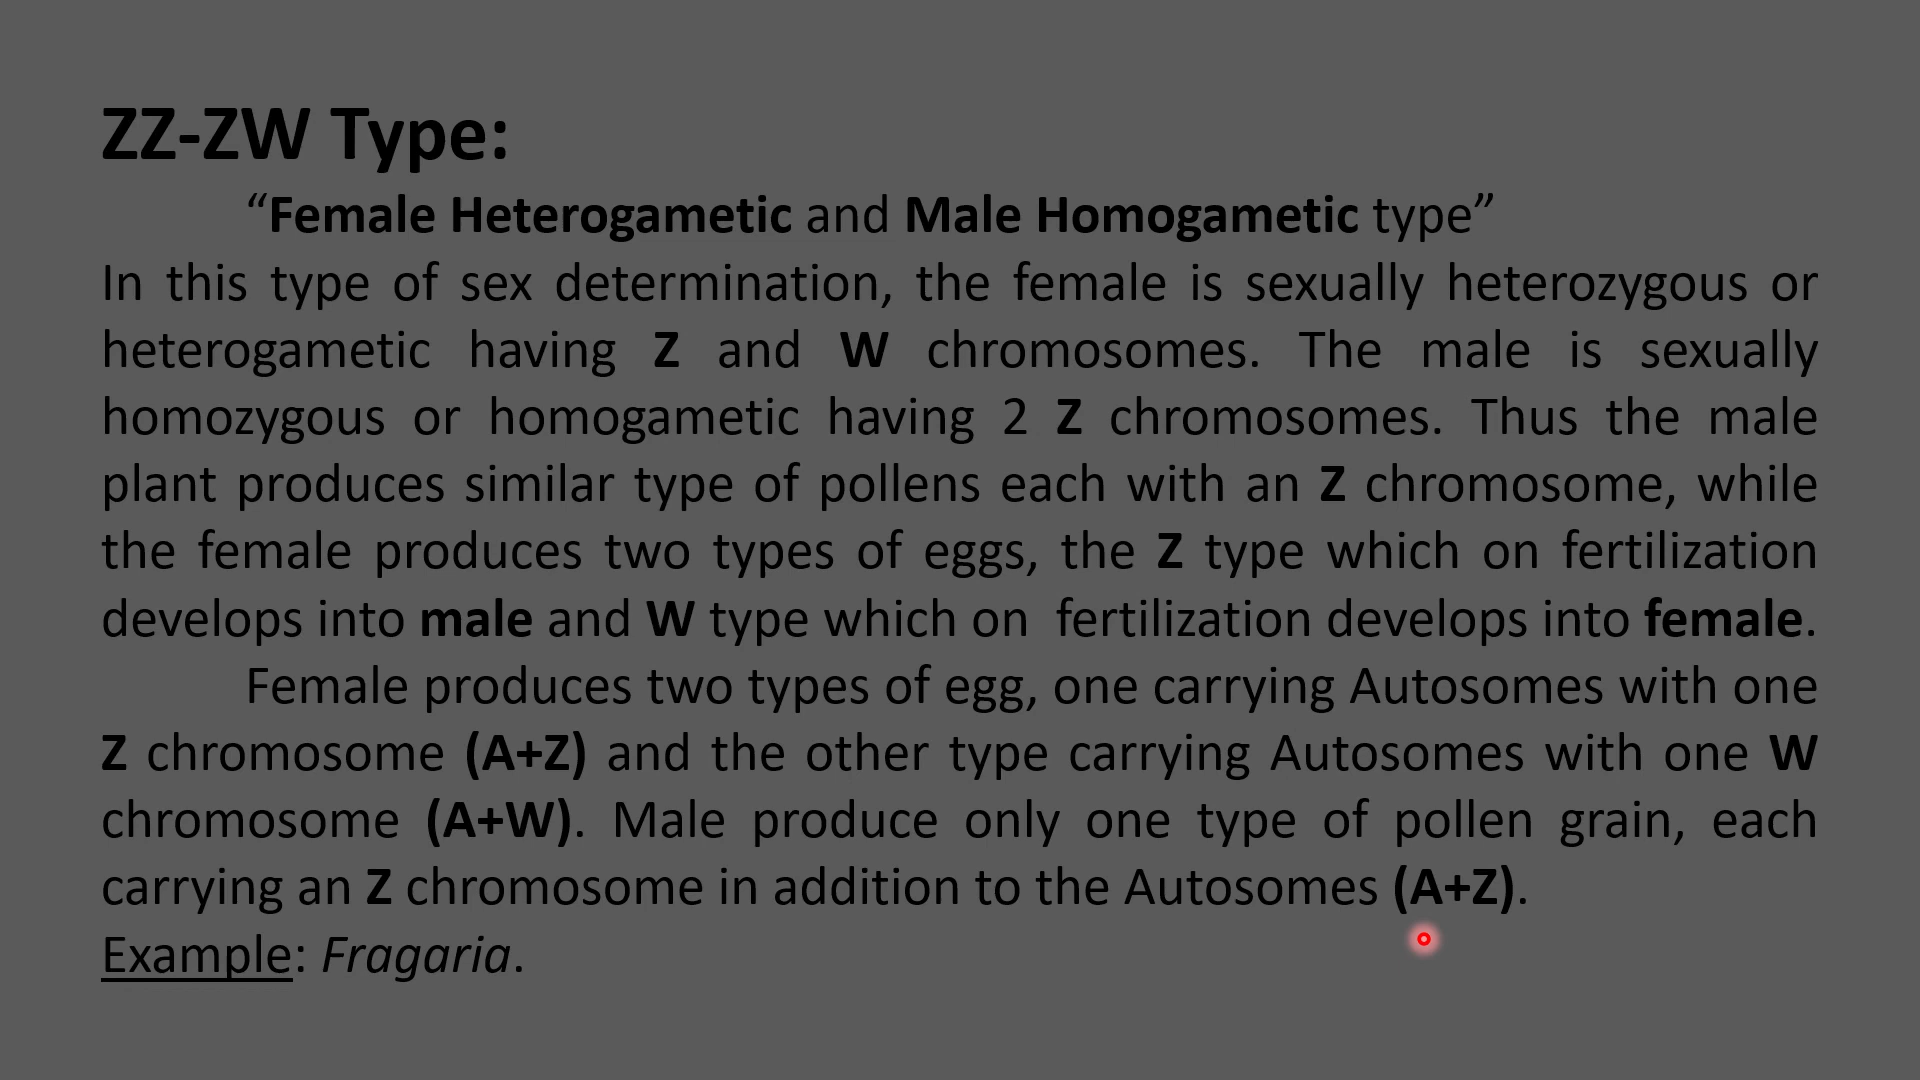 ZZ-ZW Type:
“Female Heterogametic and Male Homogametic type”
In this type of sex determination, the female is sexually heterozygous or
heterogametic having Z and W chromosomes. The male is sexually
homozygous or homogametic having 2 Z chromosomes. Thus the male
plant produces similar type of pollens each with an Z chromosome, while
the female produces two types of eggs, the Z type which on fertilization
develops into male and W type which on fertilization develops into female.
Female produces two types of egg, one carrying Autosomes with one
Z chromosome (A+Z) and the other type carrying Autosomes with one W
chromosome (A+W). Male produce only one type of pollen grain, each
carrying an Z chromosome in addition to the Autosomes (A+Z).
Example: Fragaria.